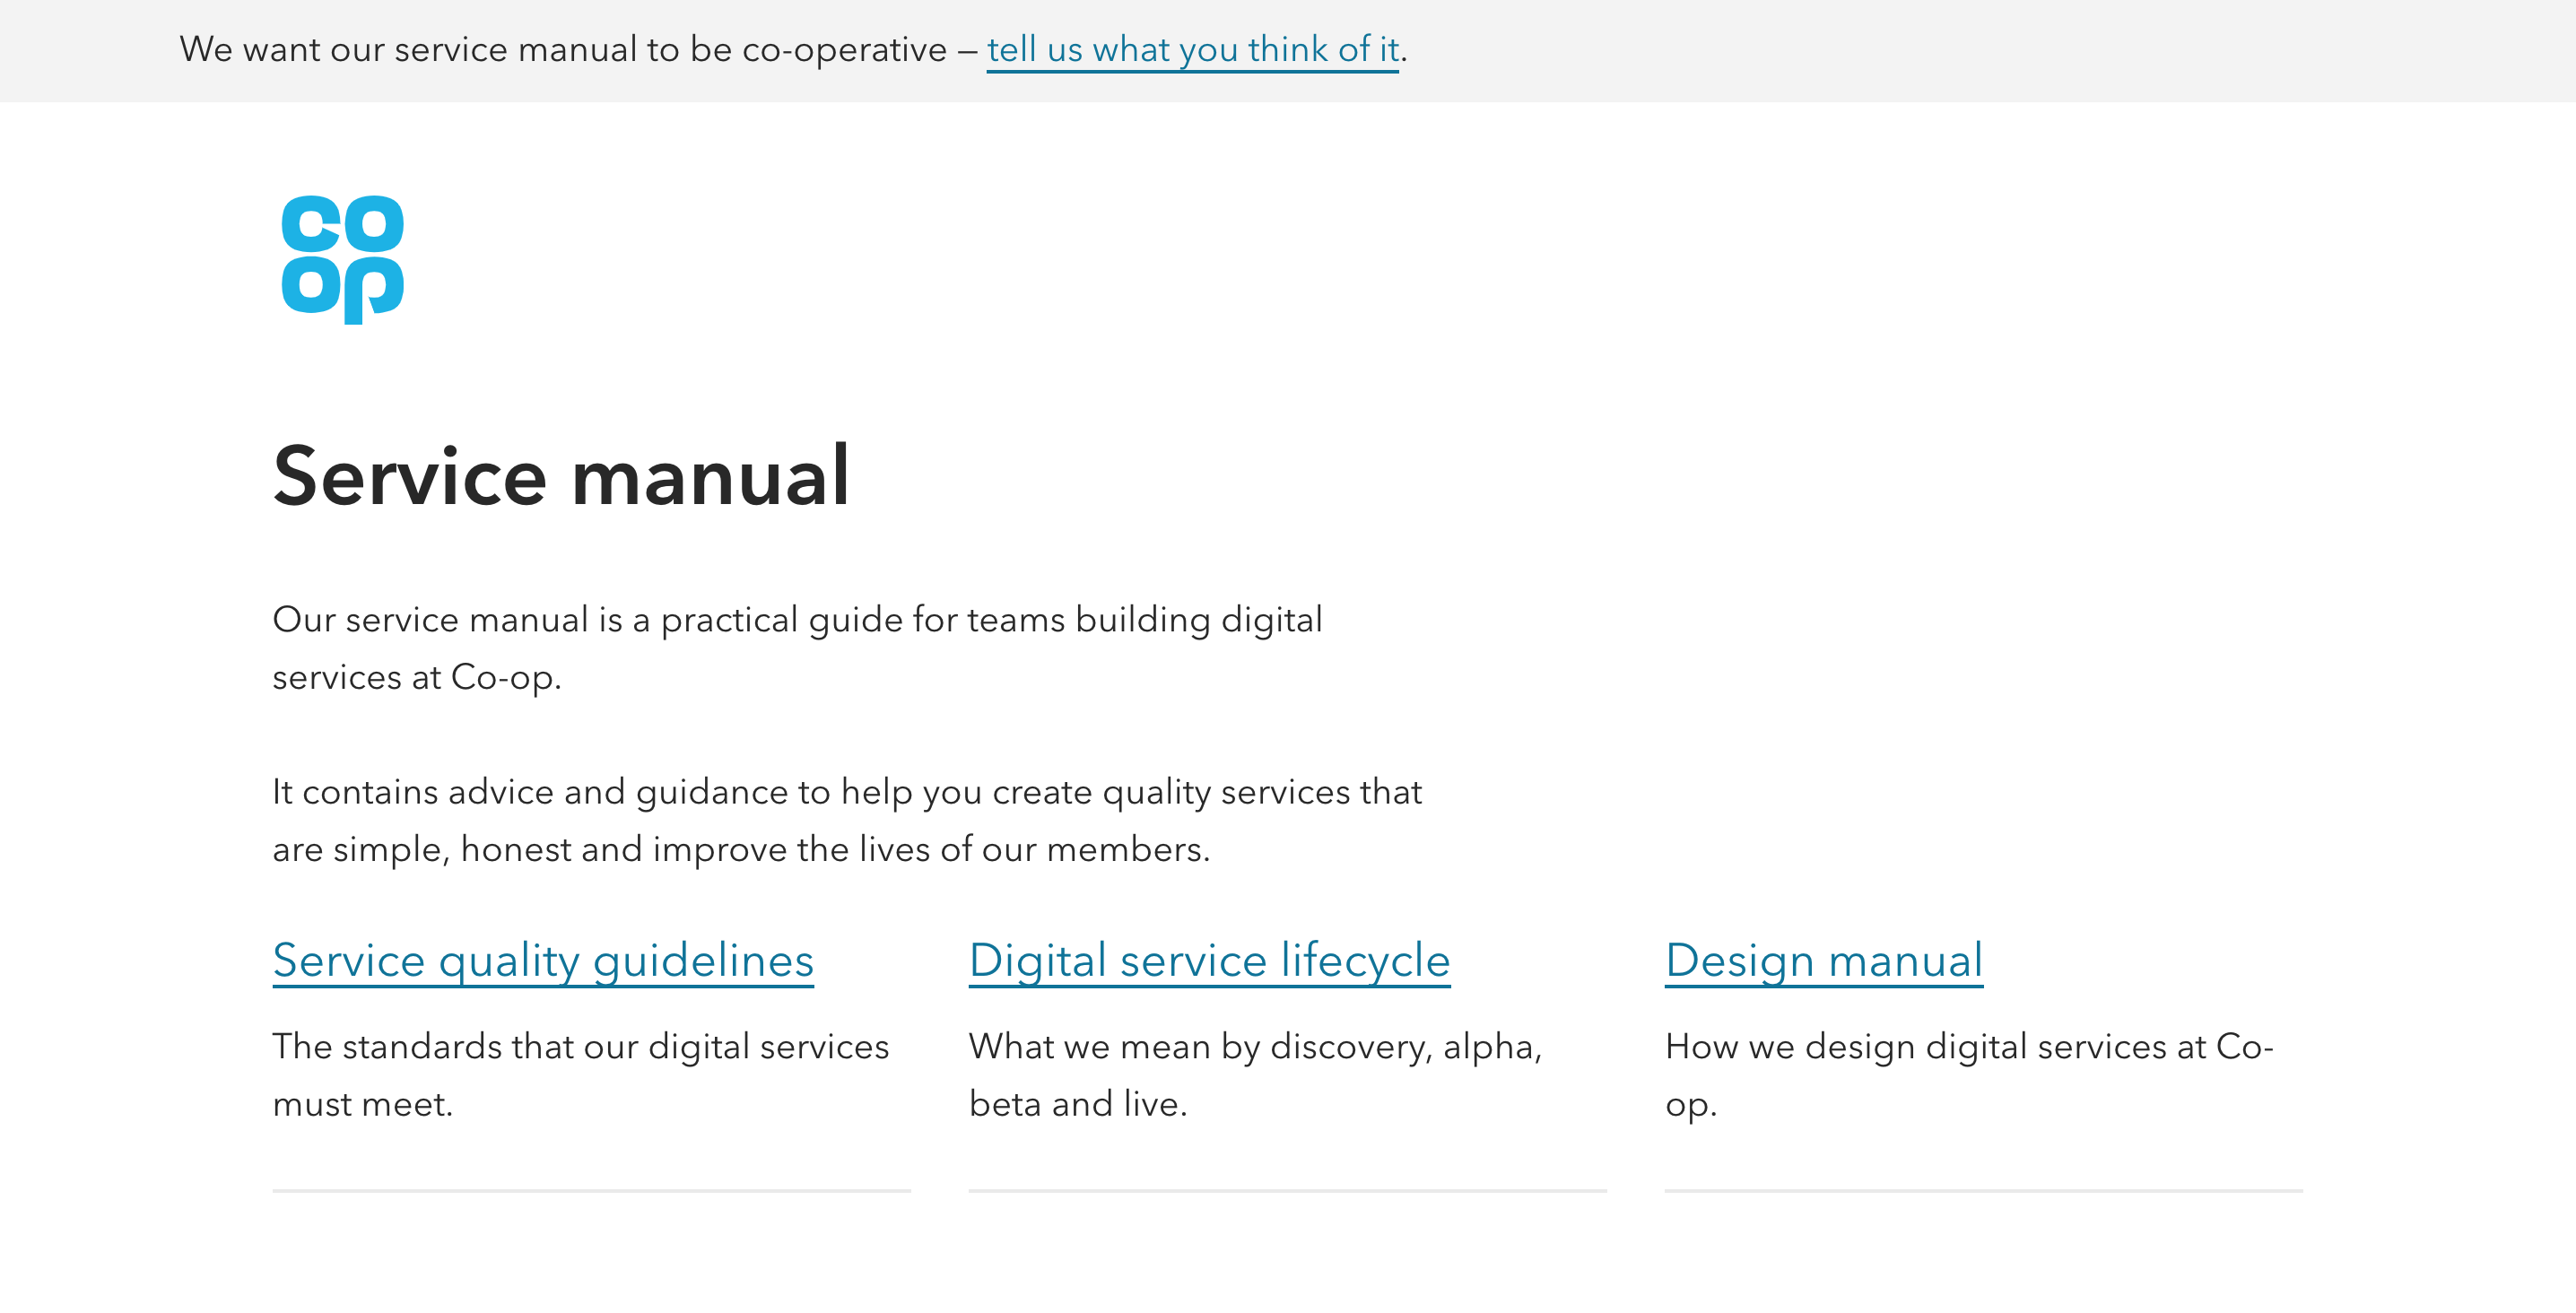 We want our service manual to be co-operative – tell us what you think of it.
co
op
Service manual
Our service manual is a practical guide for teams building digital
services at Co-op.
It contains advice and guidance to help you create quality services that
are simple, honest and improve the lives of our members.
Service quality guidelines
The standards that our digital services
must meet.
Digital service lifecycle
What we mean by discovery, alpha,
beta and live.
Design manual
How we design digital services at Co-
op.